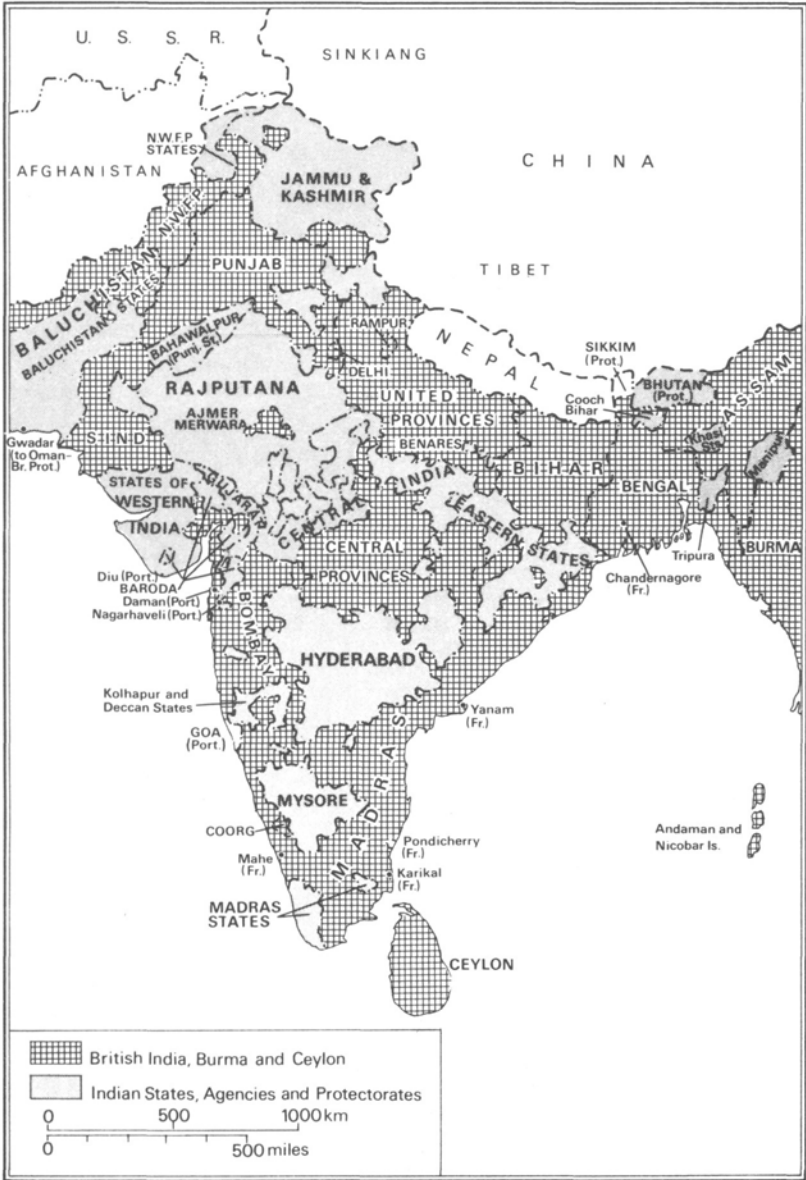 U. S. S. R.
SINKIANG
N.W.F.P
STATES
AFGHANISTAN
CHINA
JAMMU &
KASHMIR
N.W.F.P.
PUNJAB
TIBET
BALUCHISTAN
BALUCHISTAN STATES
BAHAWALPUR
(Punj. St.)
RAMPUR
NEPAL
SIKKIM
(Prot.)
DELHI
BHUTAN
(Prot.)
ASSAM
RAJPUTANA
UNITED
PROVINCES
Cooch
Bihar
AJMER
MERWARA
Khasi
St.
Gwadar
(to Oman-
Br. Prot.)
SIND
BENARES
BIHAR
Manipur
STATES OF
WESTERN
INDIA
GUJARAT
CENTRAL
INDIA
EASTERN STATES
BENGAL
CENTRAL
PROVINCES
Tripura
BURMA
Diu (Port.)
BARODA
Daman (Port.)
Nagarhaveli (Port.)
Chandernagore
(Fr.)
BOMBAY
HYDERABAD
Kolhapur and
Deccan States
Yanam
(Fr.)
GOA
(Port.)
MADRAS
MYSORE
COORG
Andaman and
Nicobar Is.
Mahe
(Fr.)
Pondicherry
(Fr.)
Karikal
(Fr.)
MADRAS
STATES
CEYLON
British India, Burma and Ceylon
Indian States, Agencies and Protectorates
0 500 1000 km
0 500 miles